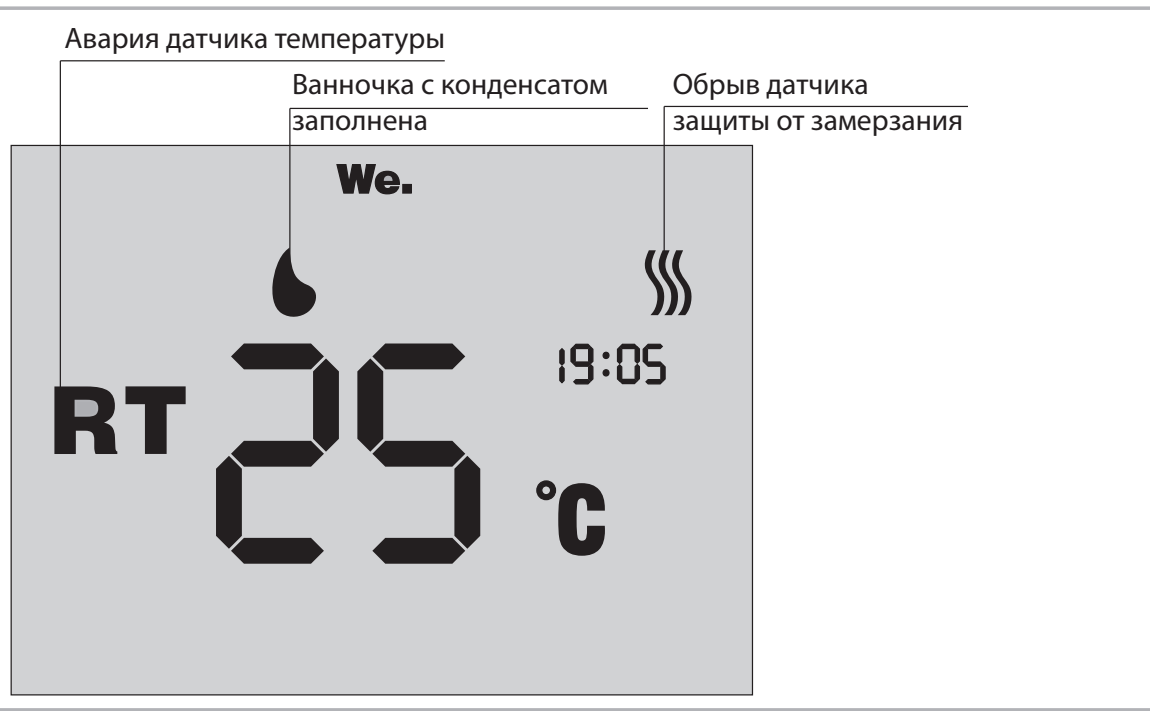 Авария датчика температуры
Ванночка с конденсатом
заполнена
Обрыв датчика
защиты от замерзания
We.
19:05
RT 25 °C